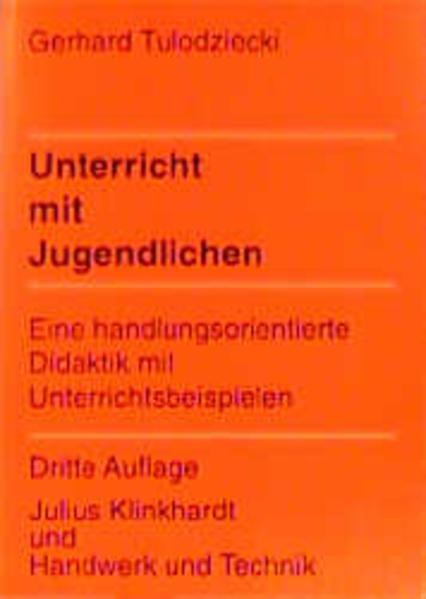 Gerhard Tulodziecki
Unterricht
mit
Jugendlichen
Eine handlungsorientierte
Didaktik mit
Unterrichtsbeispielen
Dritte Auflage
Julius Klinkhardt
und
Handwerk und Technik